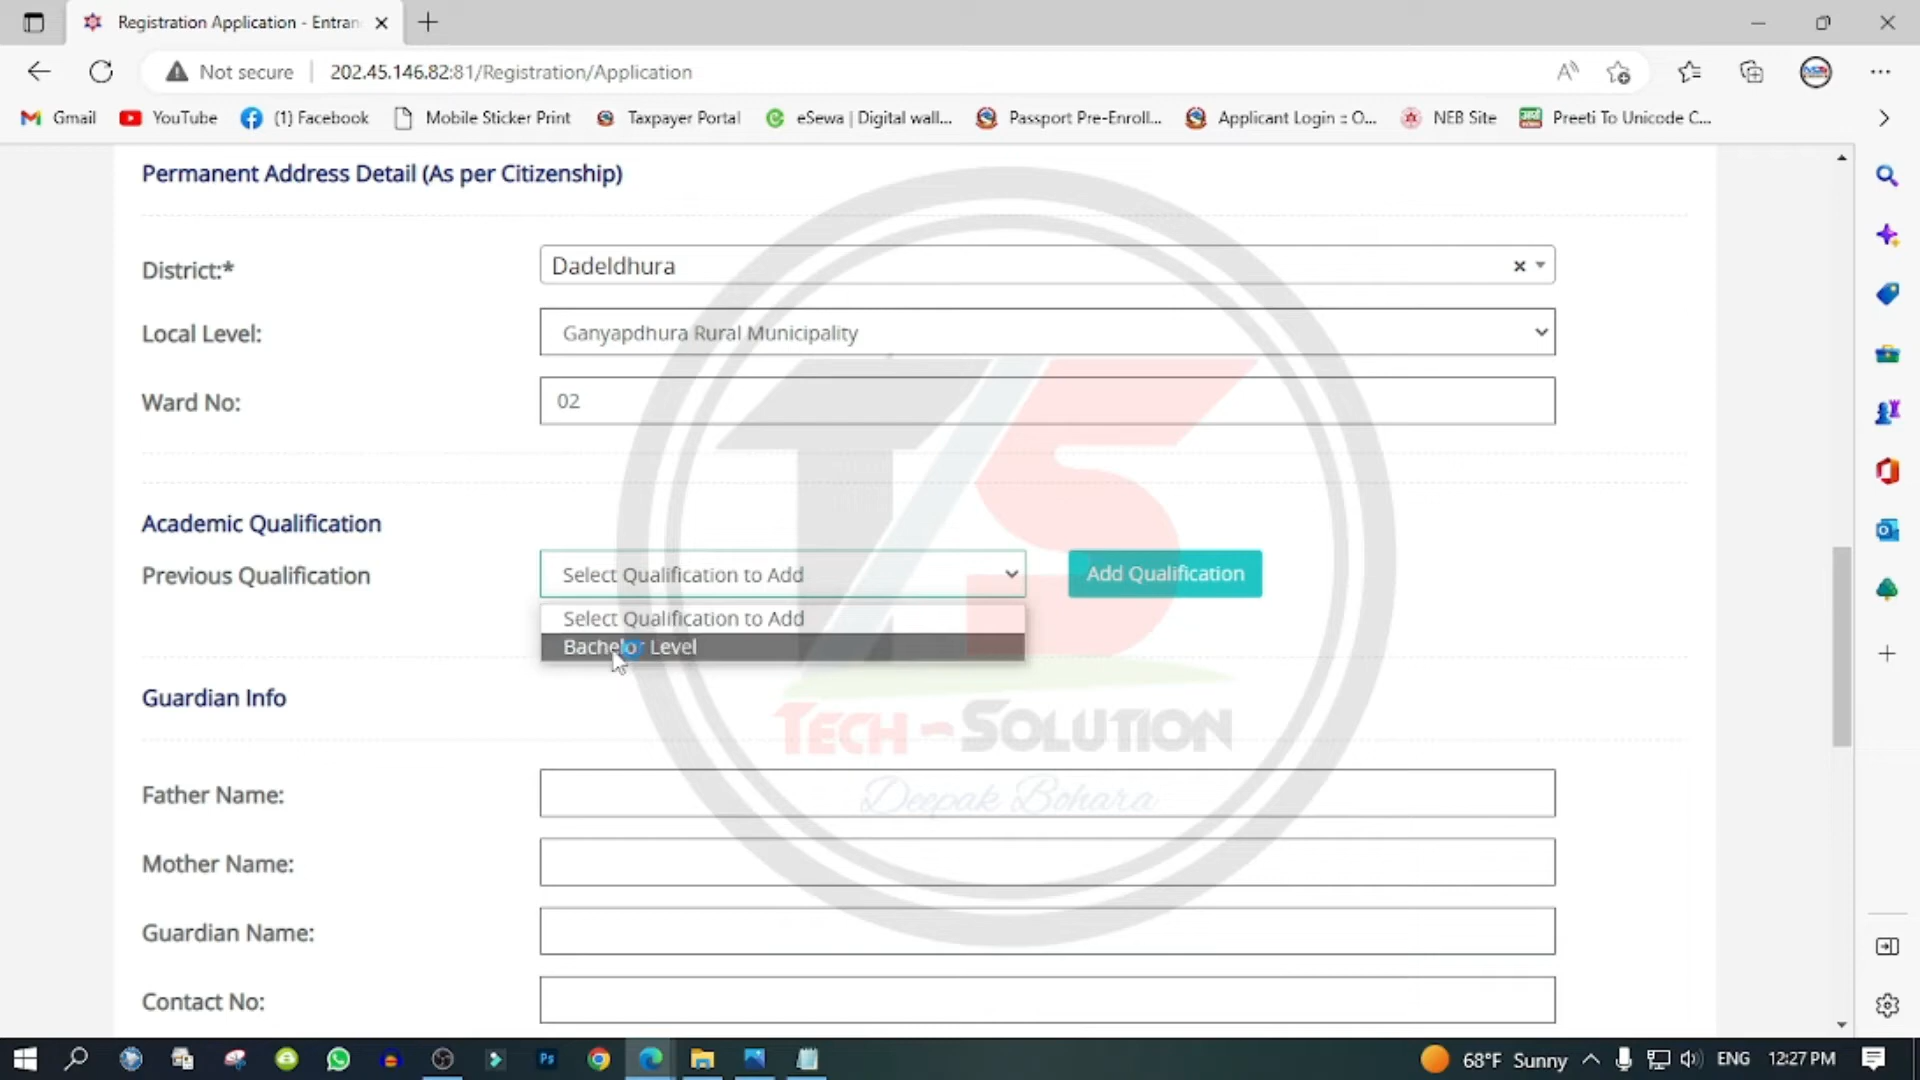 Registration Application - Entran
Not secure 202.45.146.82:81/Registration/Application
Gmail YouTube (1) Facebook Mobile Sticker Print Taxpayer Portal eSewa | Digital wall... Passport Pre-Enroll... Applicant Login :: O... NEB Site Preeti To Unicode C...
Permanent Address Detail (As per Citizenship)
District:* Dadeldhura
Local Level: Ganyapdhura Rural Municipality
Ward No: 02
Academic Qualification
Previous Qualification Select Qualification to Add Add Qualification
Select Qualification to Add
Bachelor Level
Guardian Info
TECH - SOLUTION
Father Name:
Deepak Bohara
Mother Name:
Guardian Name:
Contact No:
Ps 68°F Sunny ENG 12:27 PM